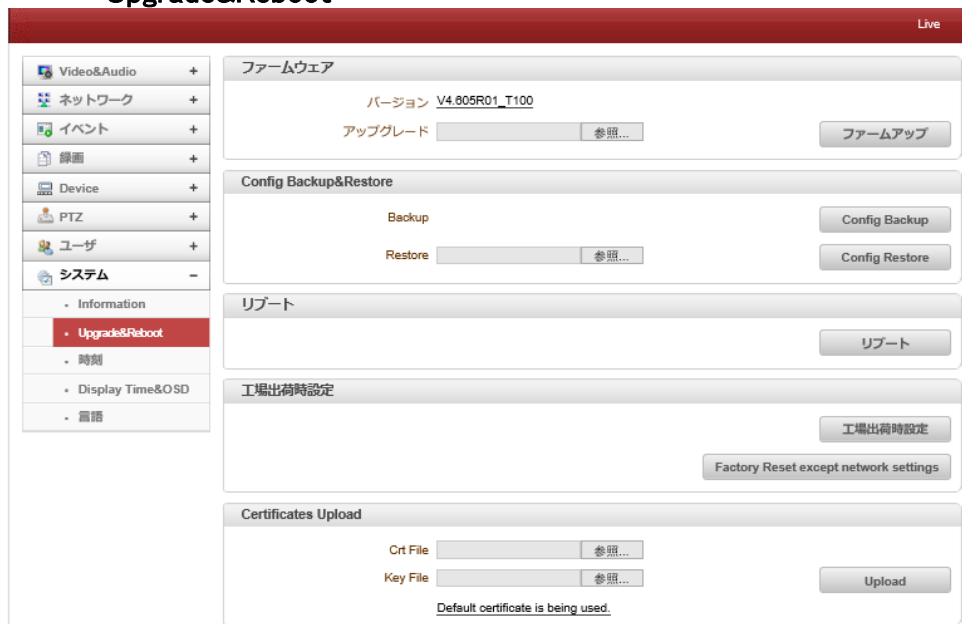 Upgrade&Reboot
Live
Video&Audio +
ネットワーク +
イベント +
録画 +
Device +
PTZ +
ユーザ +
システム -
・ Information
・ Upgrade&Reboot
・ 時刻
・ Display Time&OSD
・ 言語
ファームウェア
バージョン V4.605R01_T100
アップグレード 参照...
ファームアップ
Config Backup&Restore
Backup
Config Backup
Restore 参照...
Config Restore
リブート
リブート
工場出荷時設定
工場出荷時設定
Factory Reset except network settings
Certificates Upload
Crt File 参照...
Key File 参照...
Upload
Default certificate is being used.